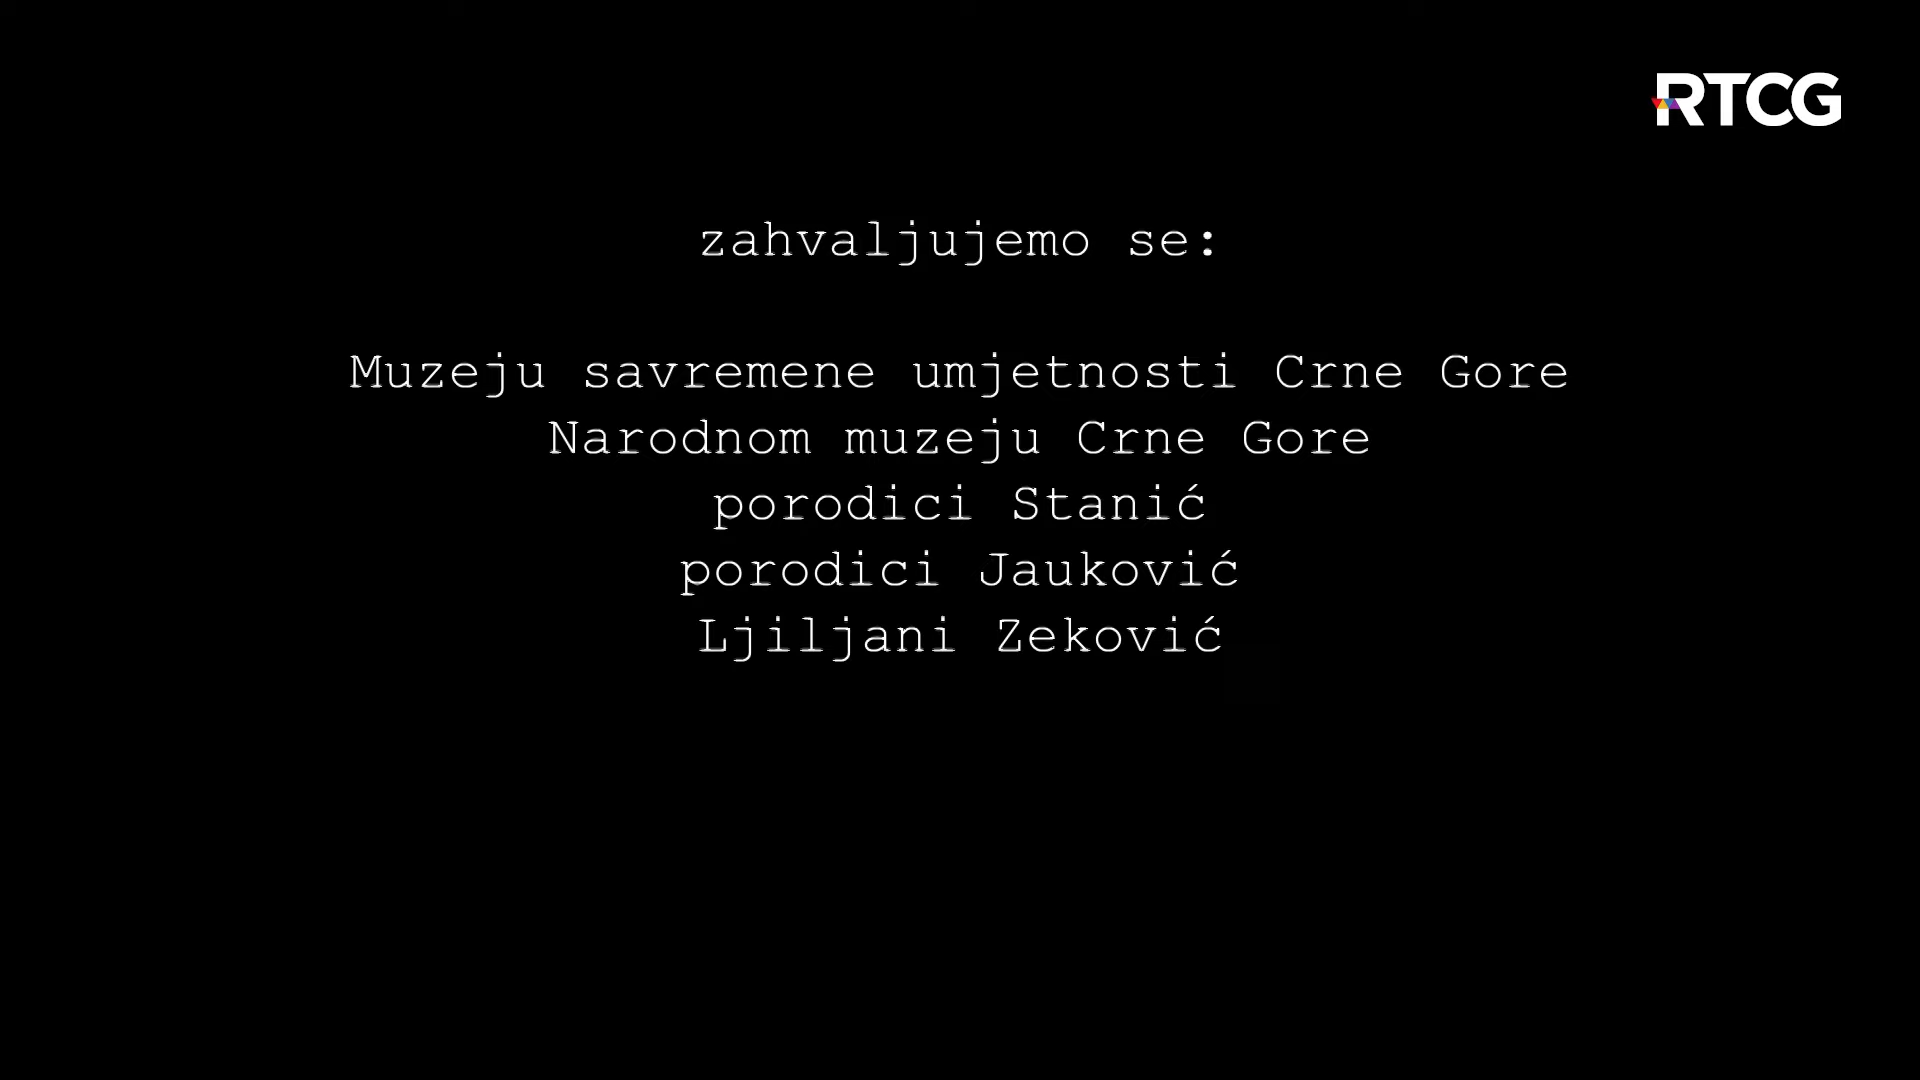 RTCG
zahvaljujemo se:
Muzeju savremene umjetnosti Crne Gore
Narodnom muzeju Crne Gore
porodici Stanić
porodici Jauković
Ljiljani Zeković